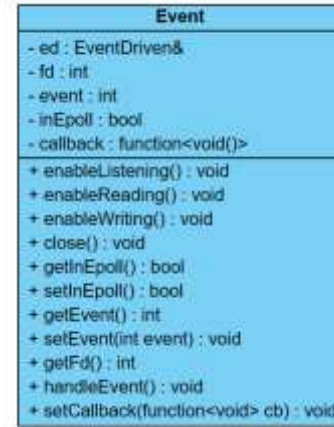 Event
- ed : EventDriven&
- fd : int
- event : int
- inEpoll : bool
- callback : function<void()>
+ enableListening() : void
+ enableReading() : void
+ enableWriting() : void
+ close() : void
+ getInEpoll() : bool
+ setInEpoll() : bool
+ getEvent() : int
+ setEvent(int event) : void
+ getFd() : int
+ handleEvent() : void
+ setCallback(function<void> cb) : void